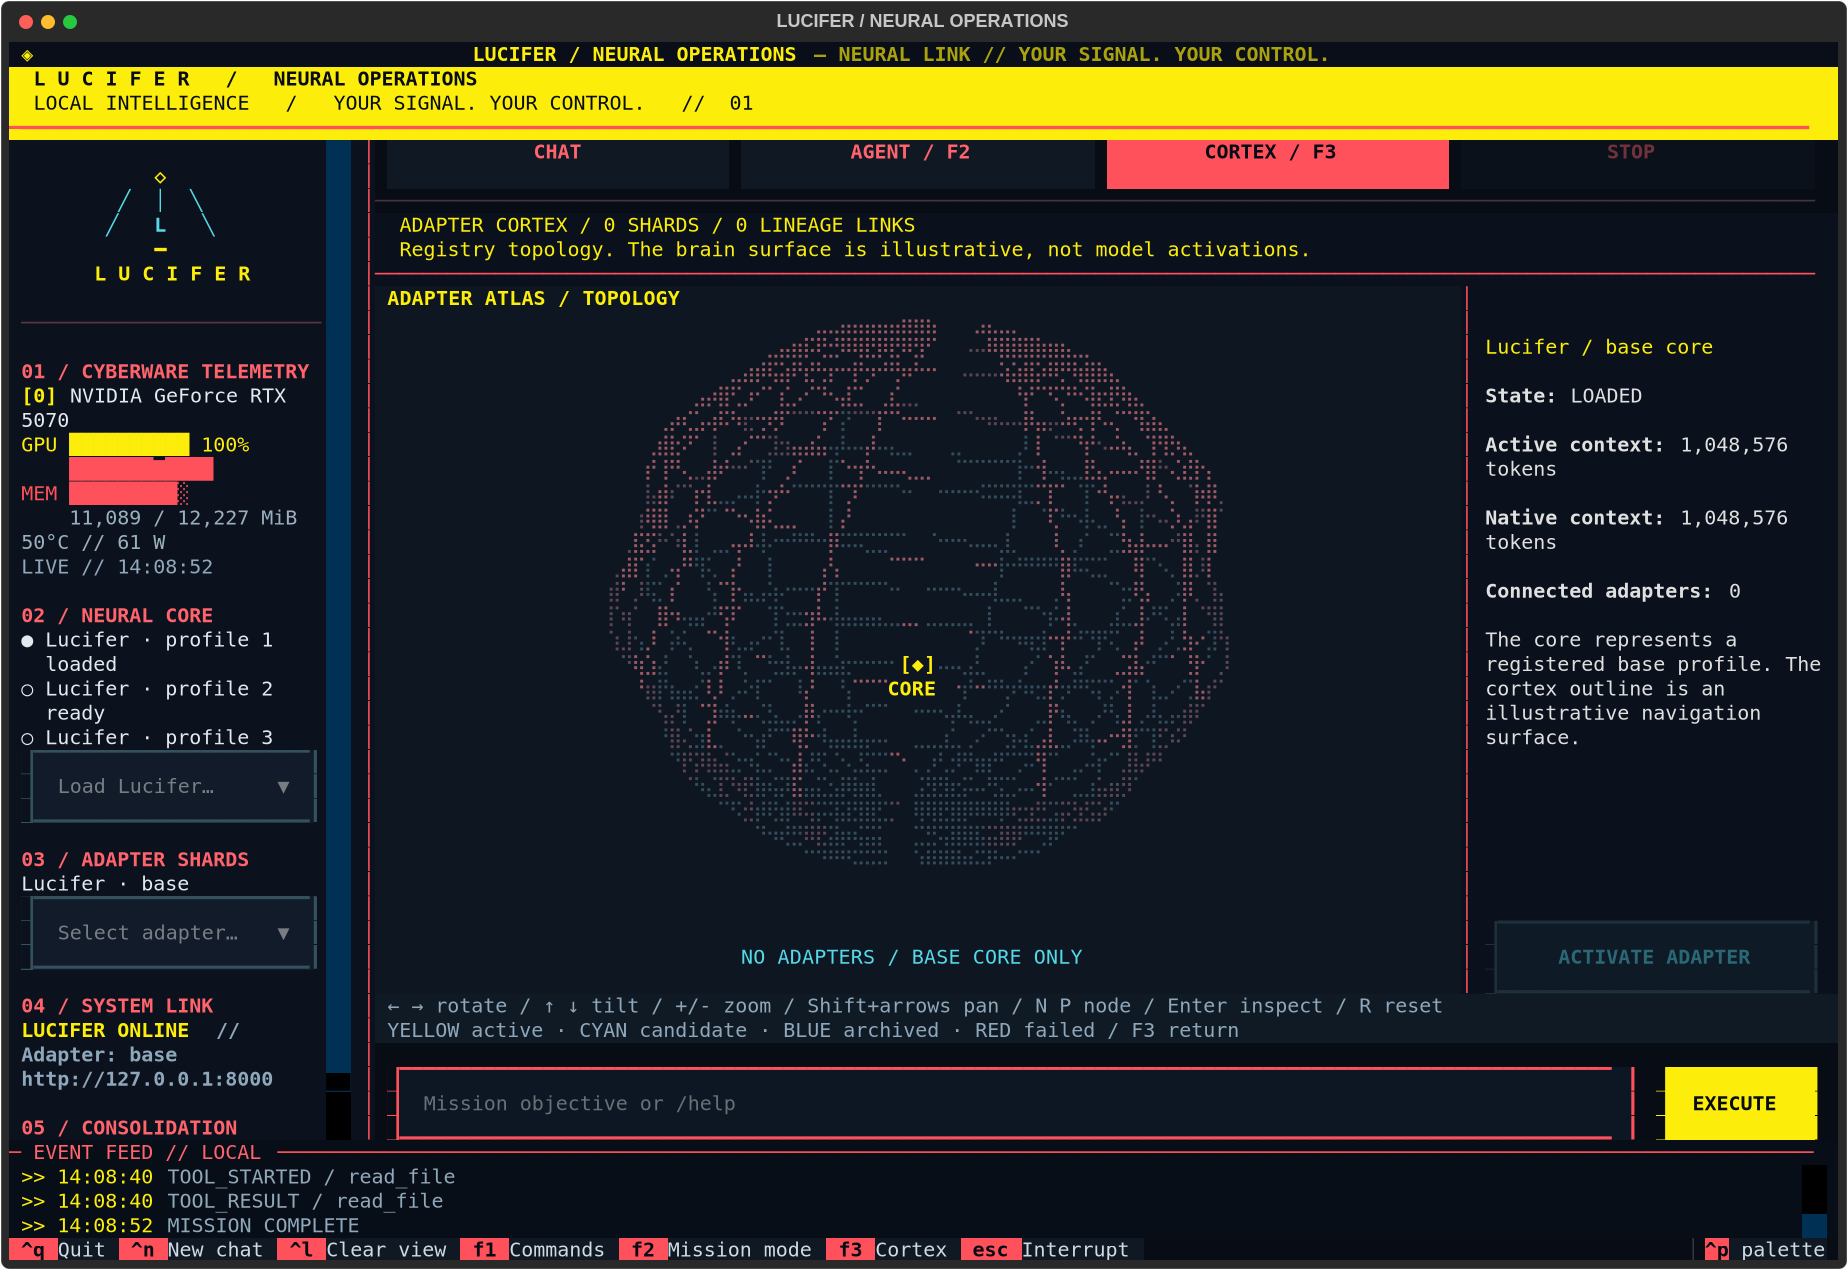 LUCIFER / NEURAL OPERATIONS
LUCIFER / NEURAL OPERATIONS — NEURAL LINK // YOUR SIGNAL. YOUR CONTROL.
L U C I F E R / NEURAL OPERATIONS
LOCAL INTELLIGENCE / YOUR SIGNAL. YOUR CONTROL. // 01
L
L U C I F E R
01 / CYBERWARE TELEMETRY
[0] NVIDIA GeForce RTX
5070
GPU 100%
MEM
11,089 / 12,227 MiB
50°C // 61 W
LIVE // 14:08:52
02 / NEURAL CORE
● Lucifer · profile 1
loaded
○ Lucifer · profile 2
ready
○ Lucifer · profile 3
Load Lucifer… ▼
03 / ADAPTER SHARDS
Lucifer · base
Select adapter… ▼
04 / SYSTEM LINK
LUCIFER ONLINE //
Adapter: base
http://127.0.0.1:8000
05 / CONSOLIDATION
CHAT
AGENT / F2
CORTEX / F3
STOP
ADAPTER CORTEX / 0 SHARDS / 0 LINEAGE LINKS
Registry topology. The brain surface is illustrative, not model activations.
ADAPTER ATLAS / TOPOLOGY
[◆]
CORE
NO ADAPTERS / BASE CORE ONLY
← → rotate / ↑ ↓ tilt / +/- zoom / Shift+arrows pan / N P node / Enter inspect / R reset
YELLOW active · CYAN candidate · BLUE archived · RED failed / F3 return
Lucifer / base core
State: LOADED
Active context: 1,048,576
tokens
Native context: 1,048,576
tokens
Connected adapters: 0
The core represents a
registered base profile. The
cortex outline is an
illustrative navigation
surface.
ACTIVATE ADAPTER
Mission objective or /help
EXECUTE
EVENT FEED // LOCAL
>> 14:08:40 TOOL_STARTED / read_file
>> 14:08:40 TOOL_RESULT / read_file
>> 14:08:52 MISSION COMPLETE
^q Quit ^n New chat ^l Clear view f1 Commands f2 Mission mode f3 Cortex esc Interrupt ^p palette